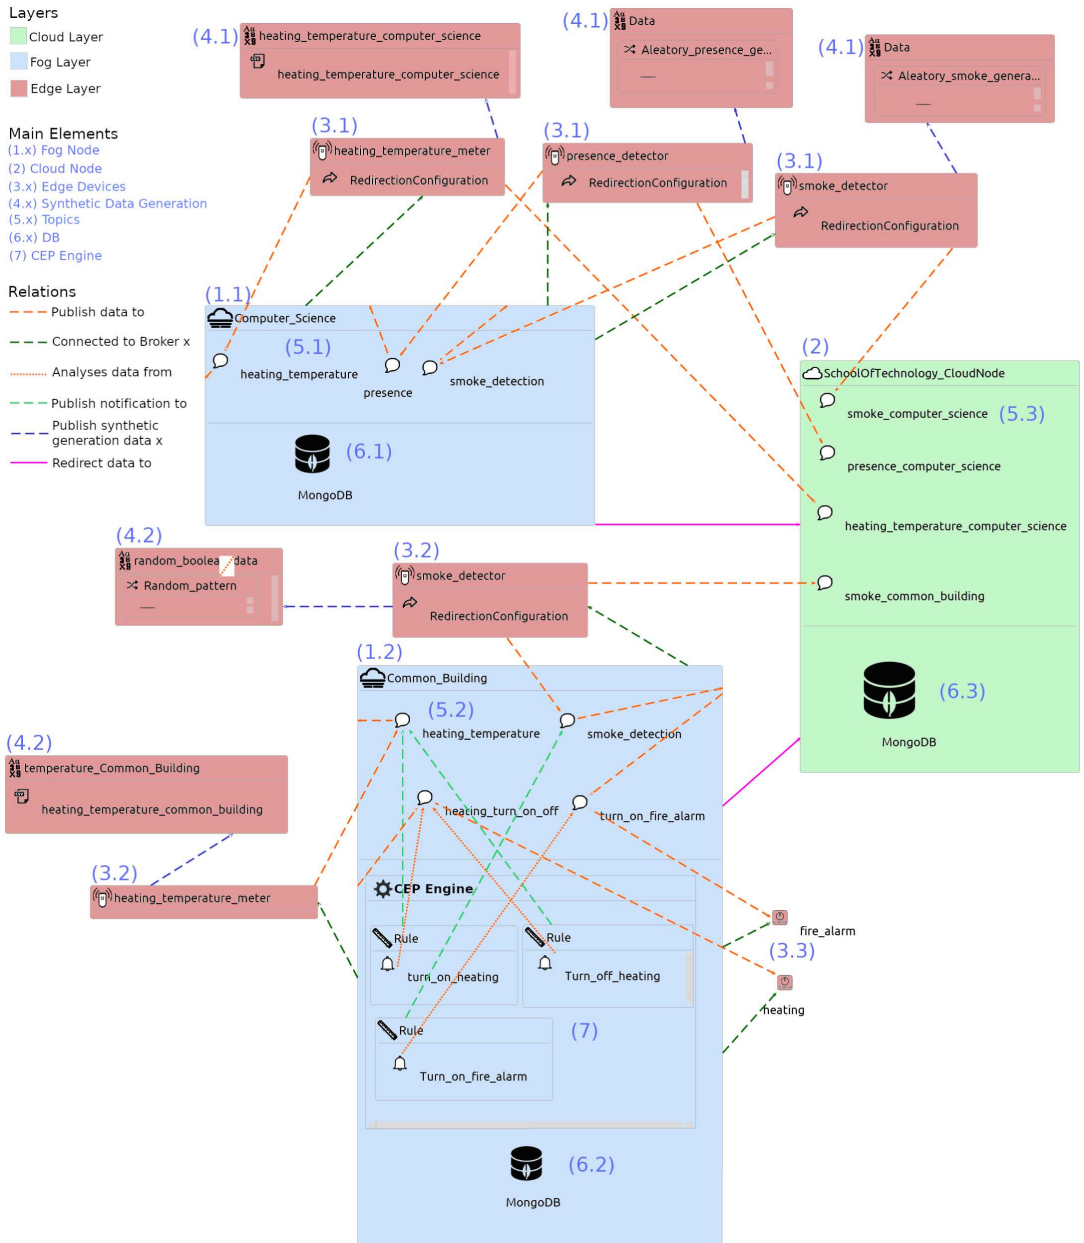 Layers
Cloud Layer
Fog Layer
Edge Layer
Main Elements
(1.x) Fog Node
(2) Cloud Node
(3.x) Edge Devices
(4.x) Synthetic Data Generation
(5.x) Topics
(6.x) DB
(7) CEP Engine
Relations
Publish data to
Connected to Broker x
Analyses data from
Publish notification to
Publish synthetic
generation data x
Redirect data to
(4.1)
heating_temperature_computer_science
heating_temperature_computer_science
(4.1)
Data
Aleatory_presence_ge...
(4.1)
Data
Aleatory_smoke_genera...
(3.1)
heating_temperature_meter
RedirectionConfiguration
(3.1)
presence_detector
RedirectionConfiguration
(3.1)
smoke_detector
RedirectionConfiguration
(1.1)
Computer_Science
(5.1)
heating_temperature
presence
smoke_detection
(6.1)
MongoDB
(2)
SchoolOfTechnology_CloudNode
smoke_computer_science
(5.3)
presence_computer_science
heating_temperature_computer_science
smoke_common_building
(6.3)
MongoDB
(4.2)
random_boolea data
Random_pattern
(3.2)
smoke_detector
RedirectionConfiguration
(1.2)
Common_Building
(5.2)
heating_temperature
smoke_detection
heating_turn_on_off
turn_on_fire_alarm
(4.2)
temperature_Common_Building
heating_temperature_common_building
(3.2)
heating_temperature_meter
CEP Engine
Rule
turn_on_heating
Rule
Turn_off_heating
Rule
Turn_on_fire_alarm
(7)
fire_alarm
(3.3)
heating
(6.2)
MongoDB